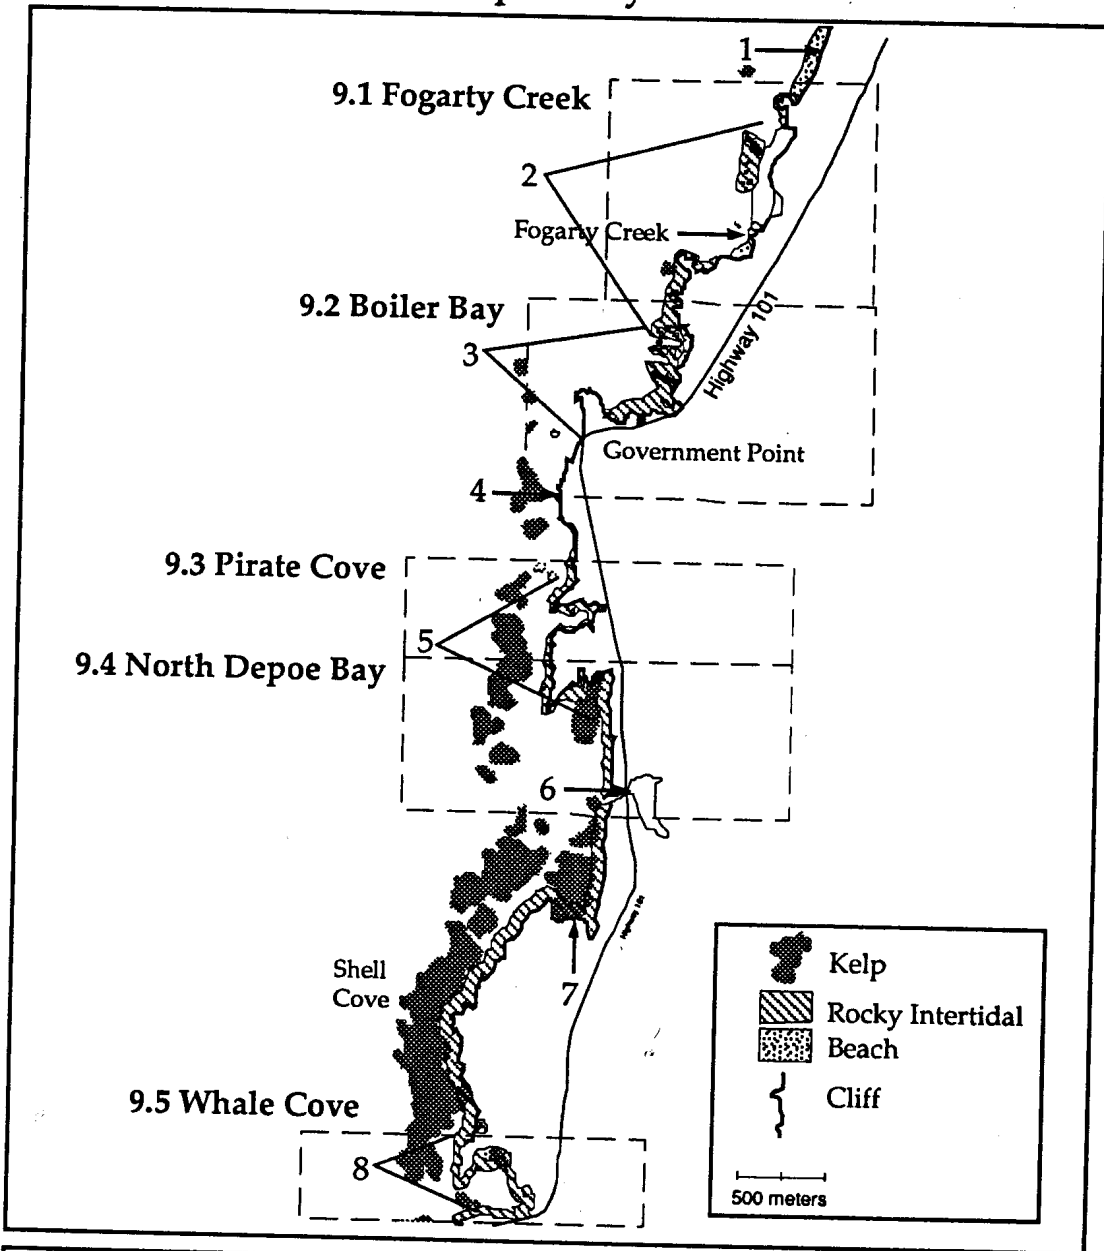 1
9.1 Fogarty Creek
2
Fogarty Creek
9.2 Boiler Bay
Highway 101
3
Government Point
4
9.3 Pirate Cove
5
9.4 North Depoe Bay
6
Highway 101
7
Shell
Cove
Kelp
Rocky Intertidal
Beach
Cliff
500 meters
9.5 Whale Cove
8